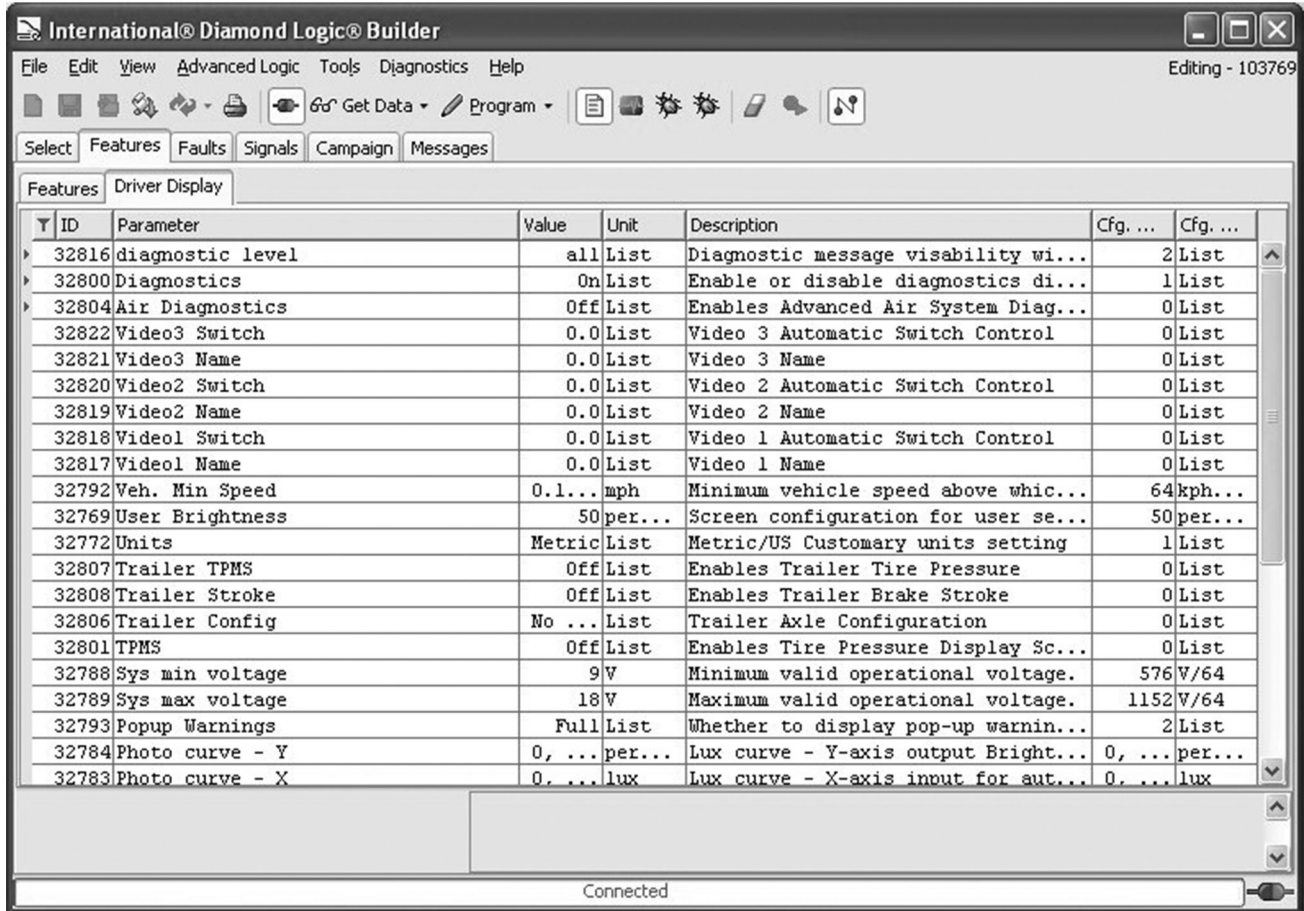 International® Diamond Logic® Builder
File Edit View Advanced Logic Tools Diagnostics Help Editing - 103769
Get Data Program
Select Features Faults Signals Campaign Messages
Features Driver Display
ID Parameter Value Unit Description Cfg. ... Cfg. ...
32816 diagnostic level all List Diagnostic message visability wi... 2 List
32800 Diagnostics On List Enable or disable diagnostics di... 1 List
32804 Air Diagnostics Off List Enables Advanced Air System Diag... 0 List
32822 Video3 Switch 0.0 List Video 3 Automatic Switch Control 0 List
32821 Video3 Name 0.0 List Video 3 Name 0 List
32820 Video2 Switch 0.0 List Video 2 Automatic Switch Control 0 List
32819 Video2 Name 0.0 List Video 2 Name 0 List
32818 Video1 Switch 0.0 List Video 1 Automatic Switch Control 0 List
32817 Video1 Name 0.0 List Video 1 Name 0 List
32792 Veh. Min Speed 0.1... mph Minimum vehicle speed above whic... 64 kph...
32769 User Brightness 50 per... Screen configuration for user se... 50 per...
32772 Units Metric List Metric/US Customary units setting 1 List
32807 Trailer TPMS Off List Enables Trailer Tire Pressure 0 List
32808 Trailer Stroke Off List Enables Trailer Brake Stroke 0 List
32806 Trailer Config No ... List Trailer Axle Configuration 0 List
32801 TPMS Off List Enables Tire Pressure Display Sc... 0 List
32788 Sys min voltage 9 V Minimum valid operational voltage. 576 V/64
32789 Sys max voltage 18 V Maximum valid operational voltage. 1152 V/64
32793 Popup Warnings Full List Whether to display pop-up warnin... 2 List
32784 Photo curve - Y 0, ... per... Lux curve - Y-axis output Bright... 0, ... per...
32783 Photo curve - X 0, ... lux Lux curve - X-axis input for aut... 0, ... lux
Connected